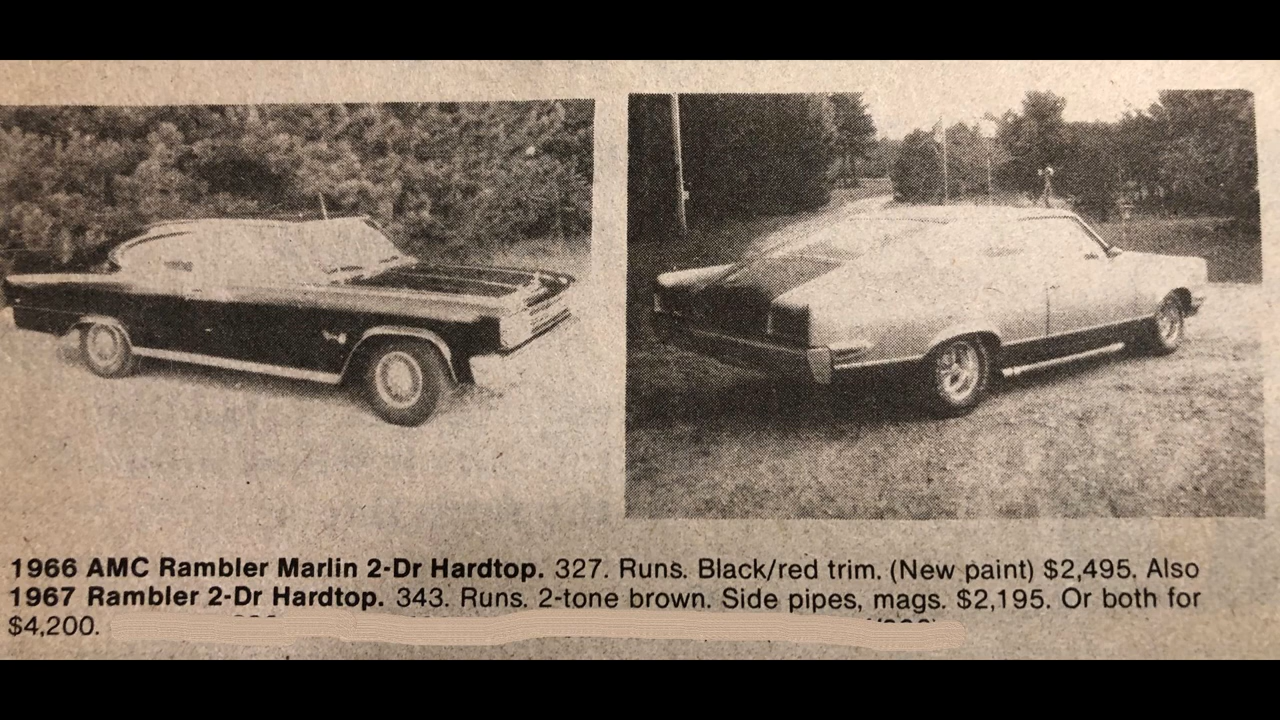 1966 AMC Rambler Marlin 2-Dr Hardtop. 327. Runs. Black/red trim. (New paint) $2,495. Also
1967 Rambler 2-Dr Hardtop. 343. Runs. 2-tone brown. Side pipes, mags. $2,195. Or both for
$4,200.